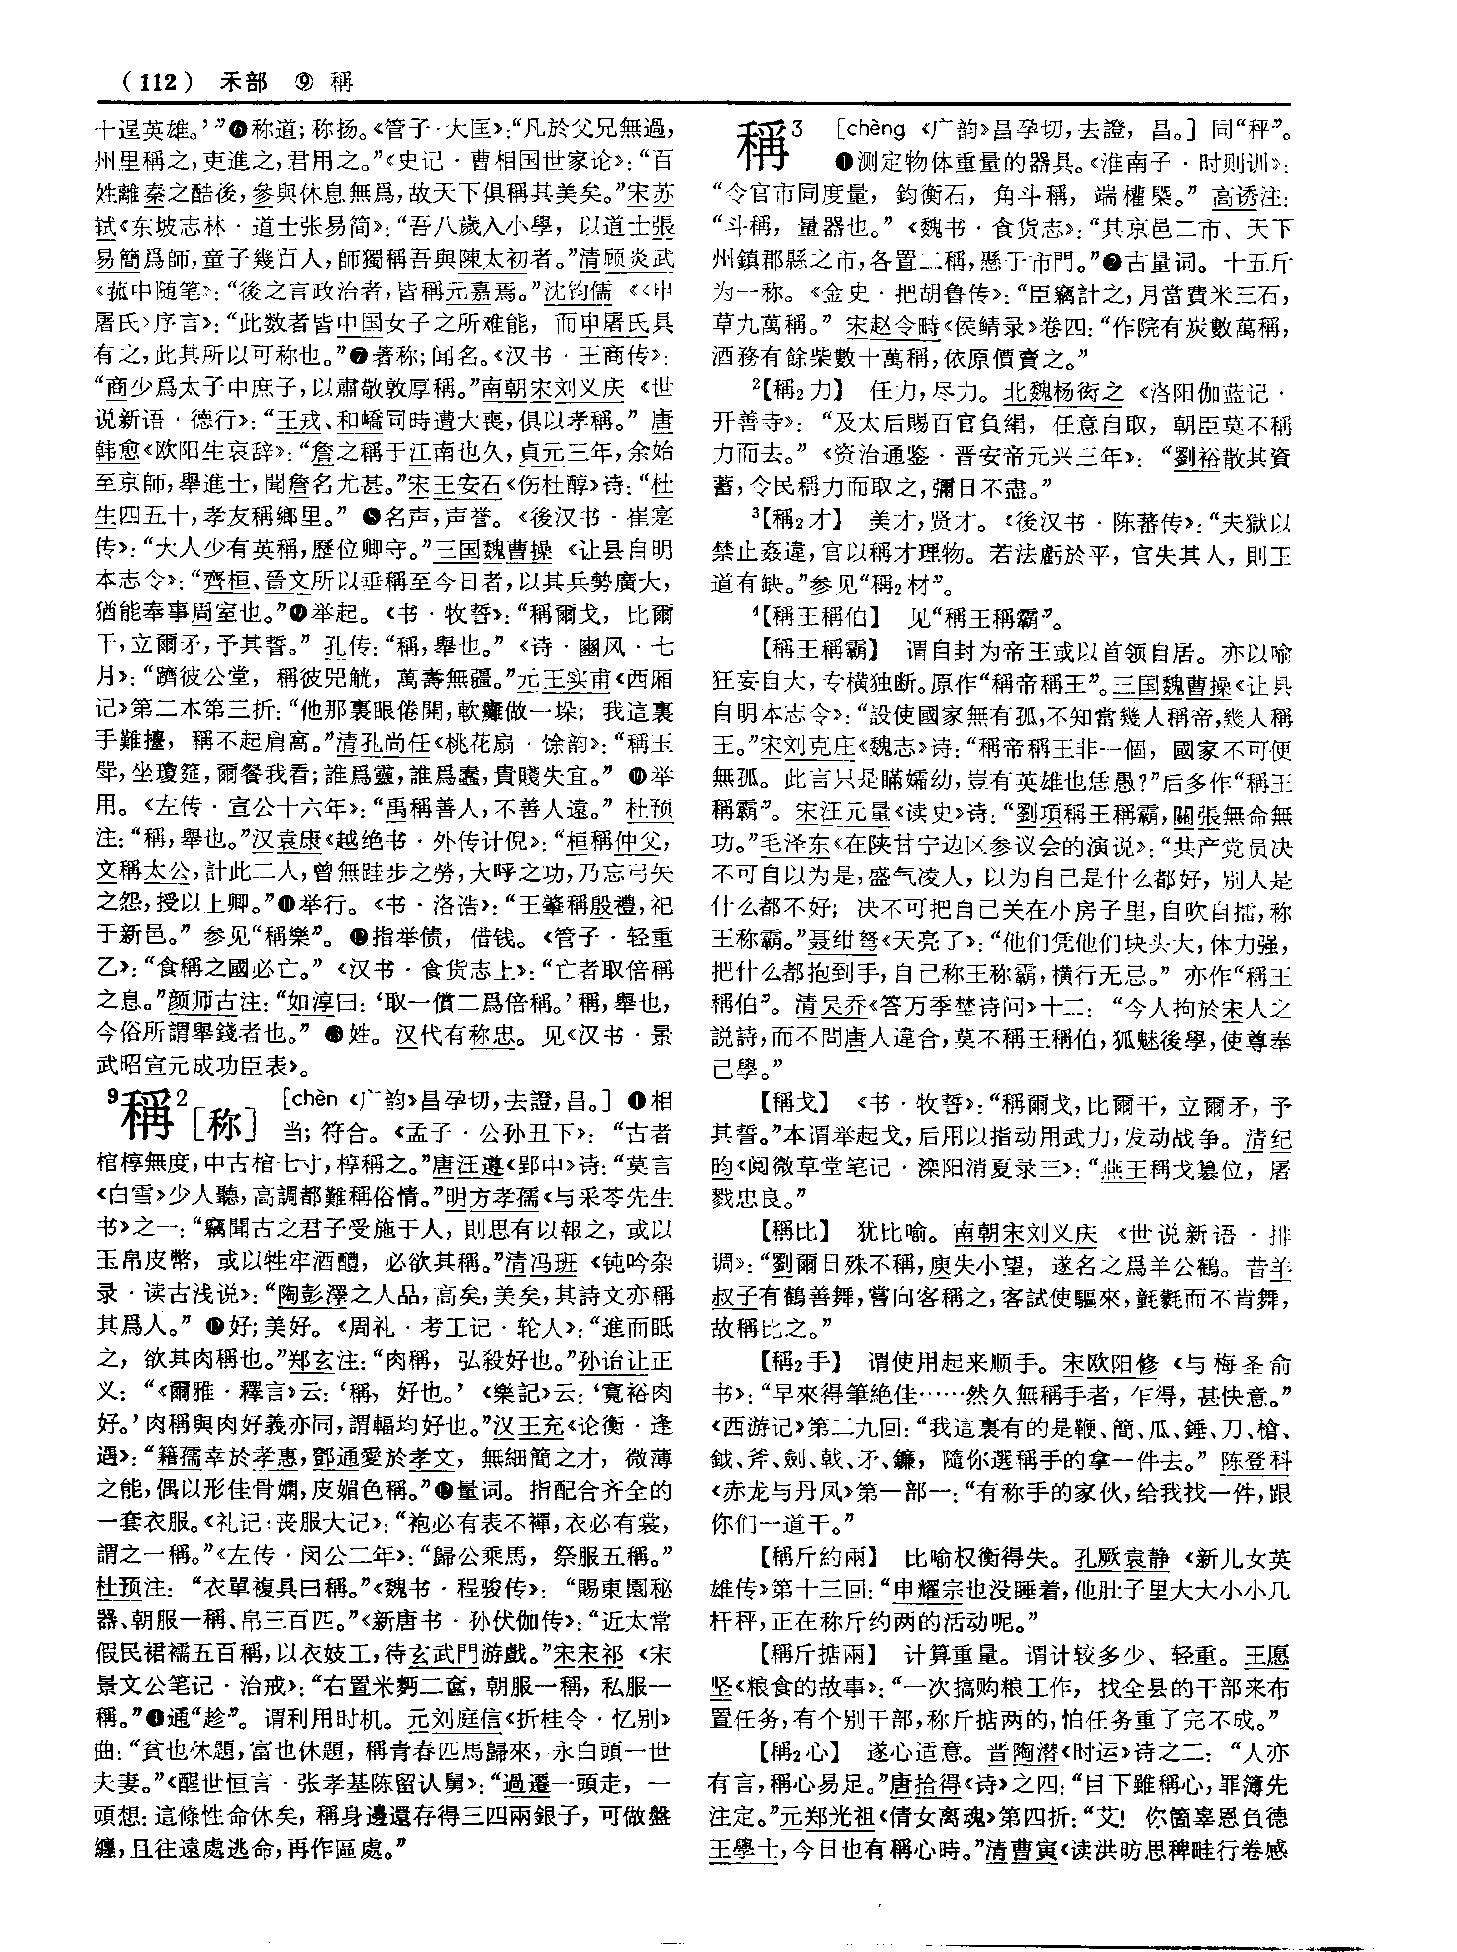 (112) 禾部 ⑨ 稱
十逞英雄。’”❻称道；称扬。《管子·大匡》：“凡於父兄無過，
州里稱之，吏進之，君用之。”《史记·曹相国世家论》：“百
姓離秦之酷後，參與休息無爲，故天下俱稱其美矣。”宋苏
轼《东坡志林·道士张易简》：“吾八歲入小學，以道士張
易簡爲師，童子幾百人，師獨稱吾與陳太初者。”清顾炎武
《菰中随笔》：“後之言政治者，皆稱元嘉焉。”沈钧儒《〈申
屠氏〉序言》：“此数者皆中国女子之所难能，而申屠氏具
有之，此其所以可称也。”❼著称；闻名。《汉书·王商传》：
“商少爲太子中庶子，以肅敬敦厚稱。”南朝宋刘义庆《世
说新语·德行》：“王戎、和嶠同時遭大喪，俱以孝稱。”唐
韩愈《欧阳生哀辞》：“詹之稱于江南也久，貞元三年，余始
至京師，舉進士，聞詹名尤甚。”宋王安石《伤杜醇》诗：“杜
生四五十，孝友稱鄉里。”❽名声，声誉。《後汉书·崔寔
传》：“大人少有英稱，歷位卿守。”三国魏曹操《让县自明
本志令》：“齊桓、晉文所以垂稱至今日者，以其兵勢廣大，
猶能奉事周室也。”❾举起。《书·牧誓》：“稱爾戈，比爾
干，立爾矛，予其誓。”孔传：“稱，舉也。”《诗·豳风·七
月》：“躋彼公堂，稱彼兕觥，萬壽無疆。”元王实甫《西厢
记》第二本第三折：“他那裏眼倦開，軟癱做一垛；我這裏
手難擡，稱不起肩窩。”清孔尚任《桃花扇·馀韵》：“稱玉
斝，坐瓊筵，爾餐我看；誰爲靈，誰爲蠢，貴賤失宜。”❿举
用。《左传·宣公十六年》：“禹稱善人，不善人遠。”杜预
注：“稱，舉也。”汉袁康《越绝书·外传计倪》：“桓稱仲父，
文稱太公，計此二人，曾無跬步之勞，大呼之功，乃忘弓矢
之怨，授以上卿。”⓫举行。《书·洛诰》：“王肇稱殷禮，祀
于新邑。”参见“稱樂”。⓬指举债，借钱。《管子·轻重
乙》：“食稱之國必亡。”《汉书·食货志上》：“亡者取倍稱
之息。”颜师古注：“如淳曰：‘取一償二爲倍稱。’稱，舉也，
今俗所謂舉錢者也。”⓭姓。汉代有称忠。见《汉书·景
武昭宣元成功臣表》。
⁹稱²［称］ ［chèn《广韵》昌孕切，去證，昌。］❶相
当；符合。《孟子·公孙丑下》：“古者
棺椁無度，中古棺七寸，椁稱之。”唐汪遵《郢中》诗：“莫言
《白雪》少人聽，高調都難稱俗情。”明方孝孺《与采苓先生
书》之一：“竊聞古之君子受施于人，則思有以報之，或以
玉帛皮幣，或以牲牢酒醴，必欲其稱。”清冯班《钝吟杂
录·读古浅说》：“陶彭澤之人品，高矣，美矣，其詩文亦稱
其爲人。”⓬好；美好。《周礼·考工记·轮人》：“進而眂
之，欲其肉稱也。”郑玄注：“肉稱，弘殺好也。”孙诒让正
义：“《爾雅·釋言》云：‘稱，好也。’《樂記》云：‘寬裕肉
好。’肉稱與肉好義亦同，謂輻均好也。”汉王充《论衡·逢
遇》：“籍孺幸於孝惠，鄧通愛於孝文，無細簡之才，微薄
之能，偶以形佳骨嫻，皮媚色稱。”⓭量词。指配合齐全的
一套衣服。《礼记·丧服大记》：“袍必有表不襌，衣必有裳，
謂之一稱。”《左传·闵公二年》：“歸公乘馬，祭服五稱。”
杜预注：“衣單複具曰稱。”《魏书·程骏传》：“賜東園秘
器、朝服一稱、帛三百匹。”《新唐书·孙伏伽传》：“近太常
假民裙襦五百稱，以衣妓工，待玄武門游戲。”宋宋祁《宋
景文公笔记·治戒》：“右置米麪二奩，朝服一稱，私服一
稱。”❹通“趁”。谓利用时机。元刘庭信《折桂令·忆别》
曲：“貧也休題，富也休題，稱青春匹馬歸來，永白頭一世
夫妻。”《醒世恒言·张孝基陈留认舅》：“過遷一頭走，一
頭想：這條性命休矣，稱身邊還存得三四兩銀子，可做盤
纏，且往遠處逃命，再作區處。”
稱³ ［chèng《广韵》昌孕切，去證，昌。］同“秤”。
❶测定物体重量的器具。《淮南子·时则训》：
“令官市同度量，鈞衡石，角斗稱，端權槩。”高诱注：
“斗稱，量器也。”《魏书·食货志》：“其京邑二市、天下
州鎮郡縣之市，各置二稱，懸于市門。”❷古量词。十五斤
为一称。《金史·把胡鲁传》：“臣竊計之，月當費米三石，
草九萬稱。”宋赵令畤《侯鲭录》卷四：“作院有炭數萬稱，
酒務有餘柴數十萬稱，依原價賣之。”
²【稱₂力】 任力，尽力。北魏杨衒之《洛阳伽蓝记·
开善寺》：“及太后賜百官負絹，任意自取，朝臣莫不稱
力而去。”《资治通鉴·晋安帝元兴三年》：“劉裕散其資
蓄，令民稱力而取之，彌日不盡。”
³【稱₂才】 美才，贤才。《後汉书·陈蕃传》：“夫獄以
禁止姦違，官以稱才理物。若法虧於平，官失其人，則王
道有缺。”参见“稱₂材”。
⁴【稱王稱伯】 见“稱王稱霸”。
【稱王稱霸】 谓自封为帝王或以首领自居。亦以喻
狂妄自大，专横独断。原作“稱帝稱王”。三国魏曹操《让县
自明本志令》：“設使國家無有孤，不知當幾人稱帝，幾人稱
王。”宋刘克庄《魏志》诗：“稱帝稱王非一個，國家不可便
無孤。此言只是瞞孀幼，豈有英雄也恁愚？”后多作“稱王
稱霸”。宋汪元量《读史》诗：“劉項稱王稱霸，關張無命無
功。”毛泽东《在陕甘宁边区参议会的演说》：“共产党员决
不可自以为是，盛气凌人，以为自己是什么都好，别人是
什么都不好；决不可把自己关在小房子里，自吹自擂，称
王称霸。”聂绀弩《天亮了》：“他们凭他们块头大，体力强，
把什么都抱到手，自己称王称霸，横行无忌。”亦作“稱王
稱伯”。清吴乔《答万季埜诗问》十二：“今人拘於宋人之
説詩，而不問唐人違合，莫不稱王稱伯，狐魅後學，使尊奉
己學。”
【稱戈】 《书·牧誓》：“稱爾戈，比爾干，立爾矛，予
其誓。”本谓举起戈，后用以指动用武力，发动战争。清纪
昀《阅微草堂笔记·滦阳消夏录三》：“燕王稱戈篡位，屠
戮忠良。”
【稱比】 犹比喻。南朝宋刘义庆《世说新语·排
调》：“劉爾日殊不稱，庾失小望，遂名之爲羊公鶴。昔羊
叔子有鶴善舞，嘗向客稱之，客試使驅來，氃氋而不肯舞，
故稱比之。”
【稱₂手】 谓使用起来顺手。宋欧阳修《与梅圣俞
书》：“早來得筆絶佳……然久無稱手者，乍得，甚快意。”
《西游记》第二九回：“我這裏有的是鞭、簡、瓜、錘、刀、槍、
鉞、斧、劍、戟、矛、鐮，隨你選稱手的拿一件去。”陈登科
《赤龙与丹凤》第一部一：“有称手的家伙，给我找一件，跟
你们一道干。”
【稱斤約兩】 比喻权衡得失。孔厥袁静《新儿女英
雄传》第十三回：“申耀宗也没睡着，他肚子里大大小小几
杆秤，正在称斤约两的活动呢。”
【稱斤掂兩】 计算重量。谓计较多少、轻重。王愿
坚《粮食的故事》：“一次搞购粮工作，找全县的干部来布
置任务，有个别干部，称斤掂两的，怕任务重了完不成。”
【稱₂心】 遂心适意。晋陶潜《时运》诗之二：“人亦
有言，稱心易足。”唐拾得《诗》之四：“目下雖稱心，罪簿先
注定。”元郑光祖《倩女离魂》第四折：“艾！你箇辜恩負德
王學士，今日也有稱心時。”清曹寅《读洪昉思稗畦行卷感